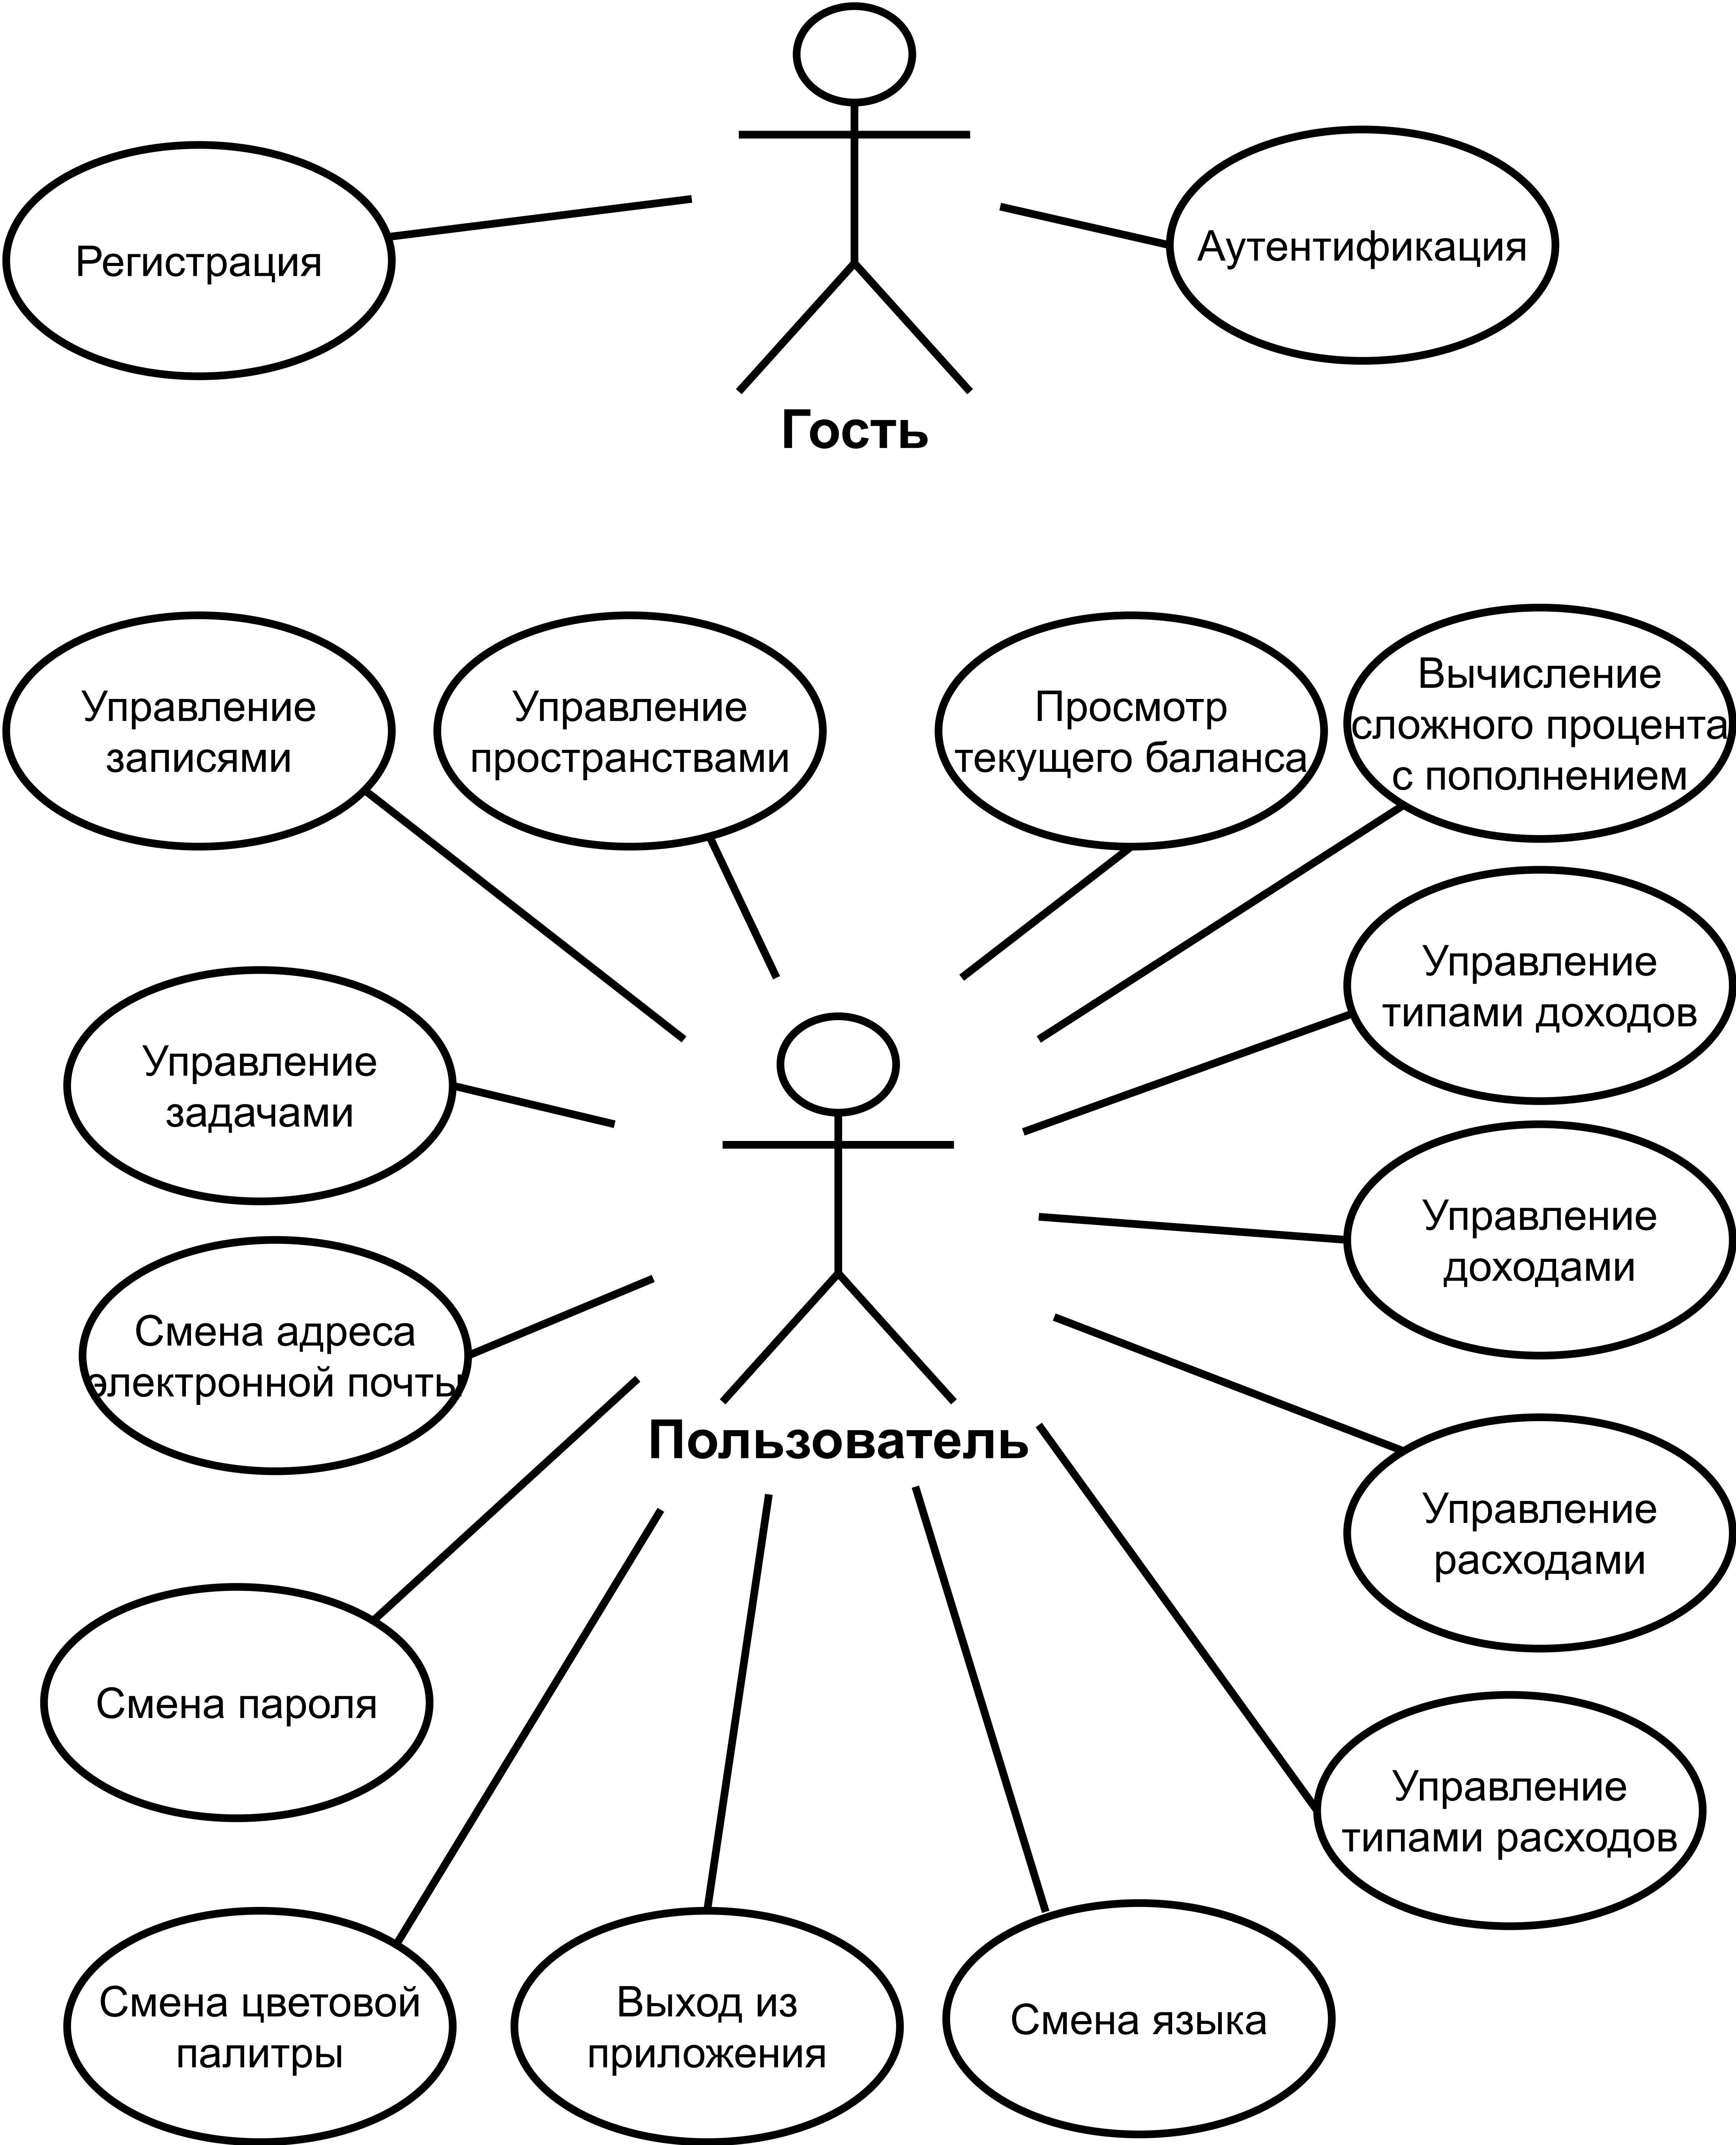 Регистрация
Аутентификация
Гость
Управление
записями
Управление
пространствами
Просмотр
текущего баланса
Вычисление
сложного процента
с пополнением
Управление
типами доходов
Управление
задачами
Управление
доходами
Смена адреса
электронной почты
Пользователь
Управление
расходами
Смена пароля
Управление
типами расходов
Смена цветовой
палитры
Выход из
приложения
Смена языка